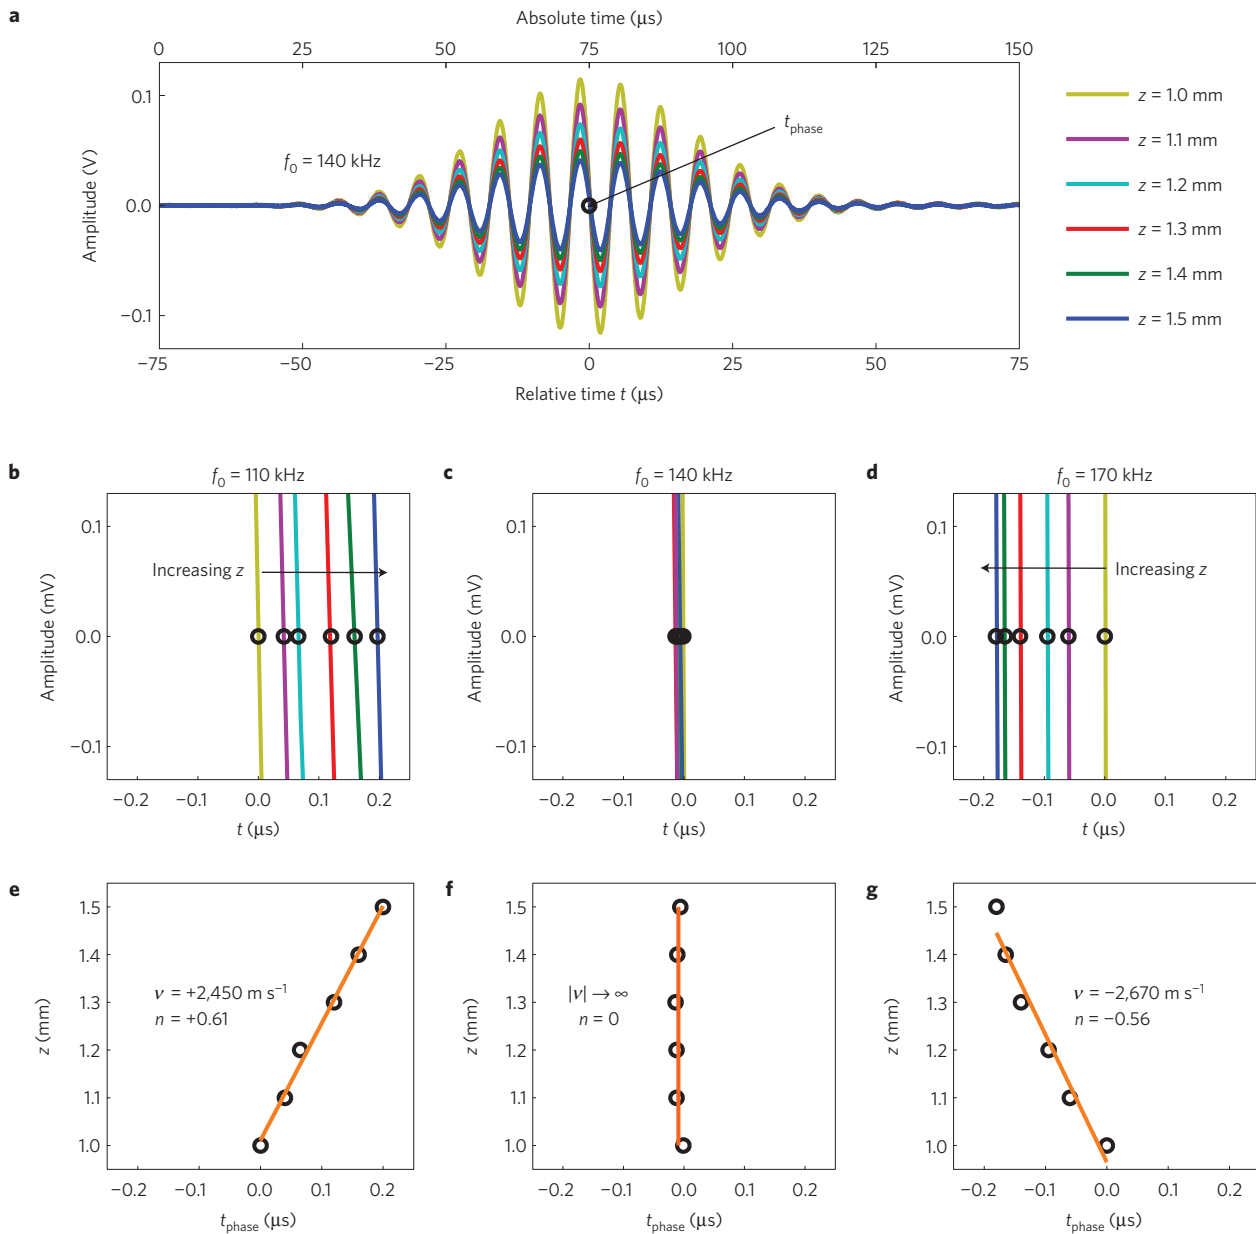 a
Absolute time (μs)
0 25 50 75 100 125 150
0.1
0.0
−0.1
Amplitude (V)
f0 = 140 kHz
tphase
−75 −50 −25 0 25 50 75
Relative time t (μs)
z = 1.0 mm
z = 1.1 mm
z = 1.2 mm
z = 1.3 mm
z = 1.4 mm
z = 1.5 mm
b
f0 = 110 kHz
0.1
0.0
−0.1
Amplitude (mV)
Increasing z
−0.2 −0.1 0.0 0.1 0.2
t (μs)
c
f0 = 140 kHz
0.1
0.0
−0.1
Amplitude (mV)
−0.2 −0.1 0.0 0.1 0.2
t (μs)
d
f0 = 170 kHz
0.1
0.0
−0.1
Amplitude (mV)
Increasing z
−0.2 −0.1 0.0 0.1 0.2
t (μs)
e
1.5
1.4
1.3
1.2
1.1
1.0
z (mm)
v = +2,450 m s−1
n = +0.61
−0.2 −0.1 0.0 0.1 0.2
tphase (μs)
f
1.5
1.4
1.3
1.2
1.1
1.0
z (mm)
|v| → ∞
n = 0
−0.2 −0.1 0.0 0.1 0.2
tphase (μs)
g
1.5
1.4
1.3
1.2
1.1
1.0
z (mm)
v = −2,670 m s−1
n = −0.56
−0.2 −0.1 0.0 0.1 0.2
tphase (μs)